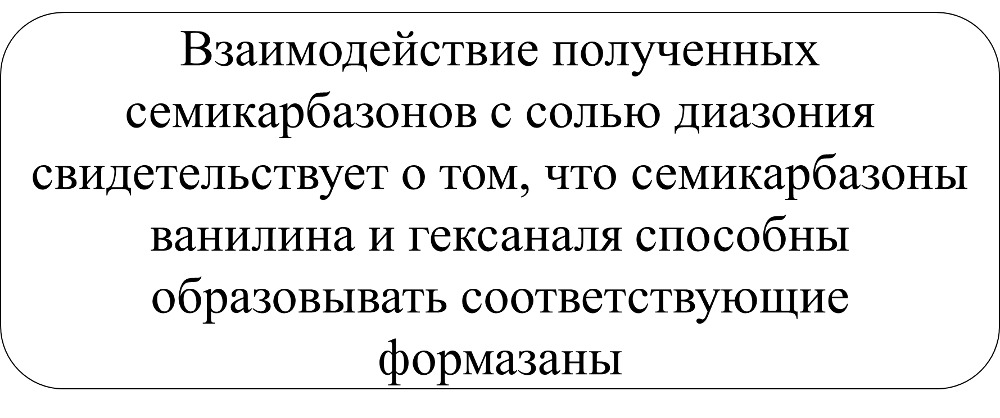 Взаимодействие полученных
семикарбазонов с солью диазония
свидетельствует о том, что семикарбазоны
ванилина и гексаналя способны
образовывать соответствующие
формазаны